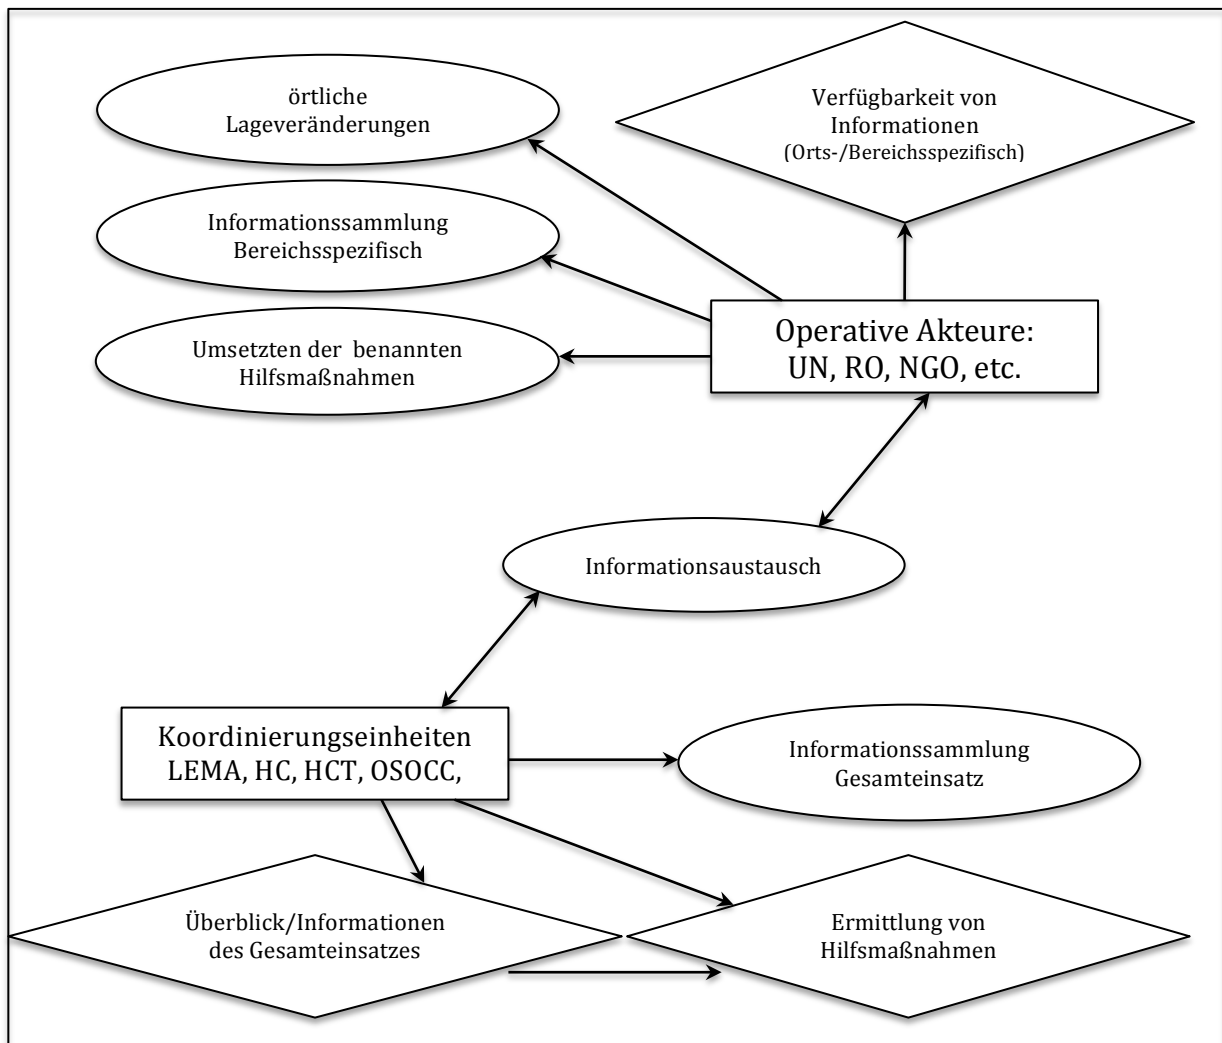 örtliche
Lageveränderungen
Verfügbarkeit von
Informationen
(Orts-/Bereichsspezifisch)
Informationssammlung
Bereichsspezifisch
Umsetzten der benannten
Hilfsmaßnahmen
Operative Akteure:
UN, RO, NGO, etc.
Informationsaustausch
Koordinierungseinheiten
LEMA, HC, HCT, OSOCC,
Informationssammlung
Gesamteinsatz
Überblick/Informationen
des Gesamteinsatzes
Ermittlung von
Hilfsmaßnahmen